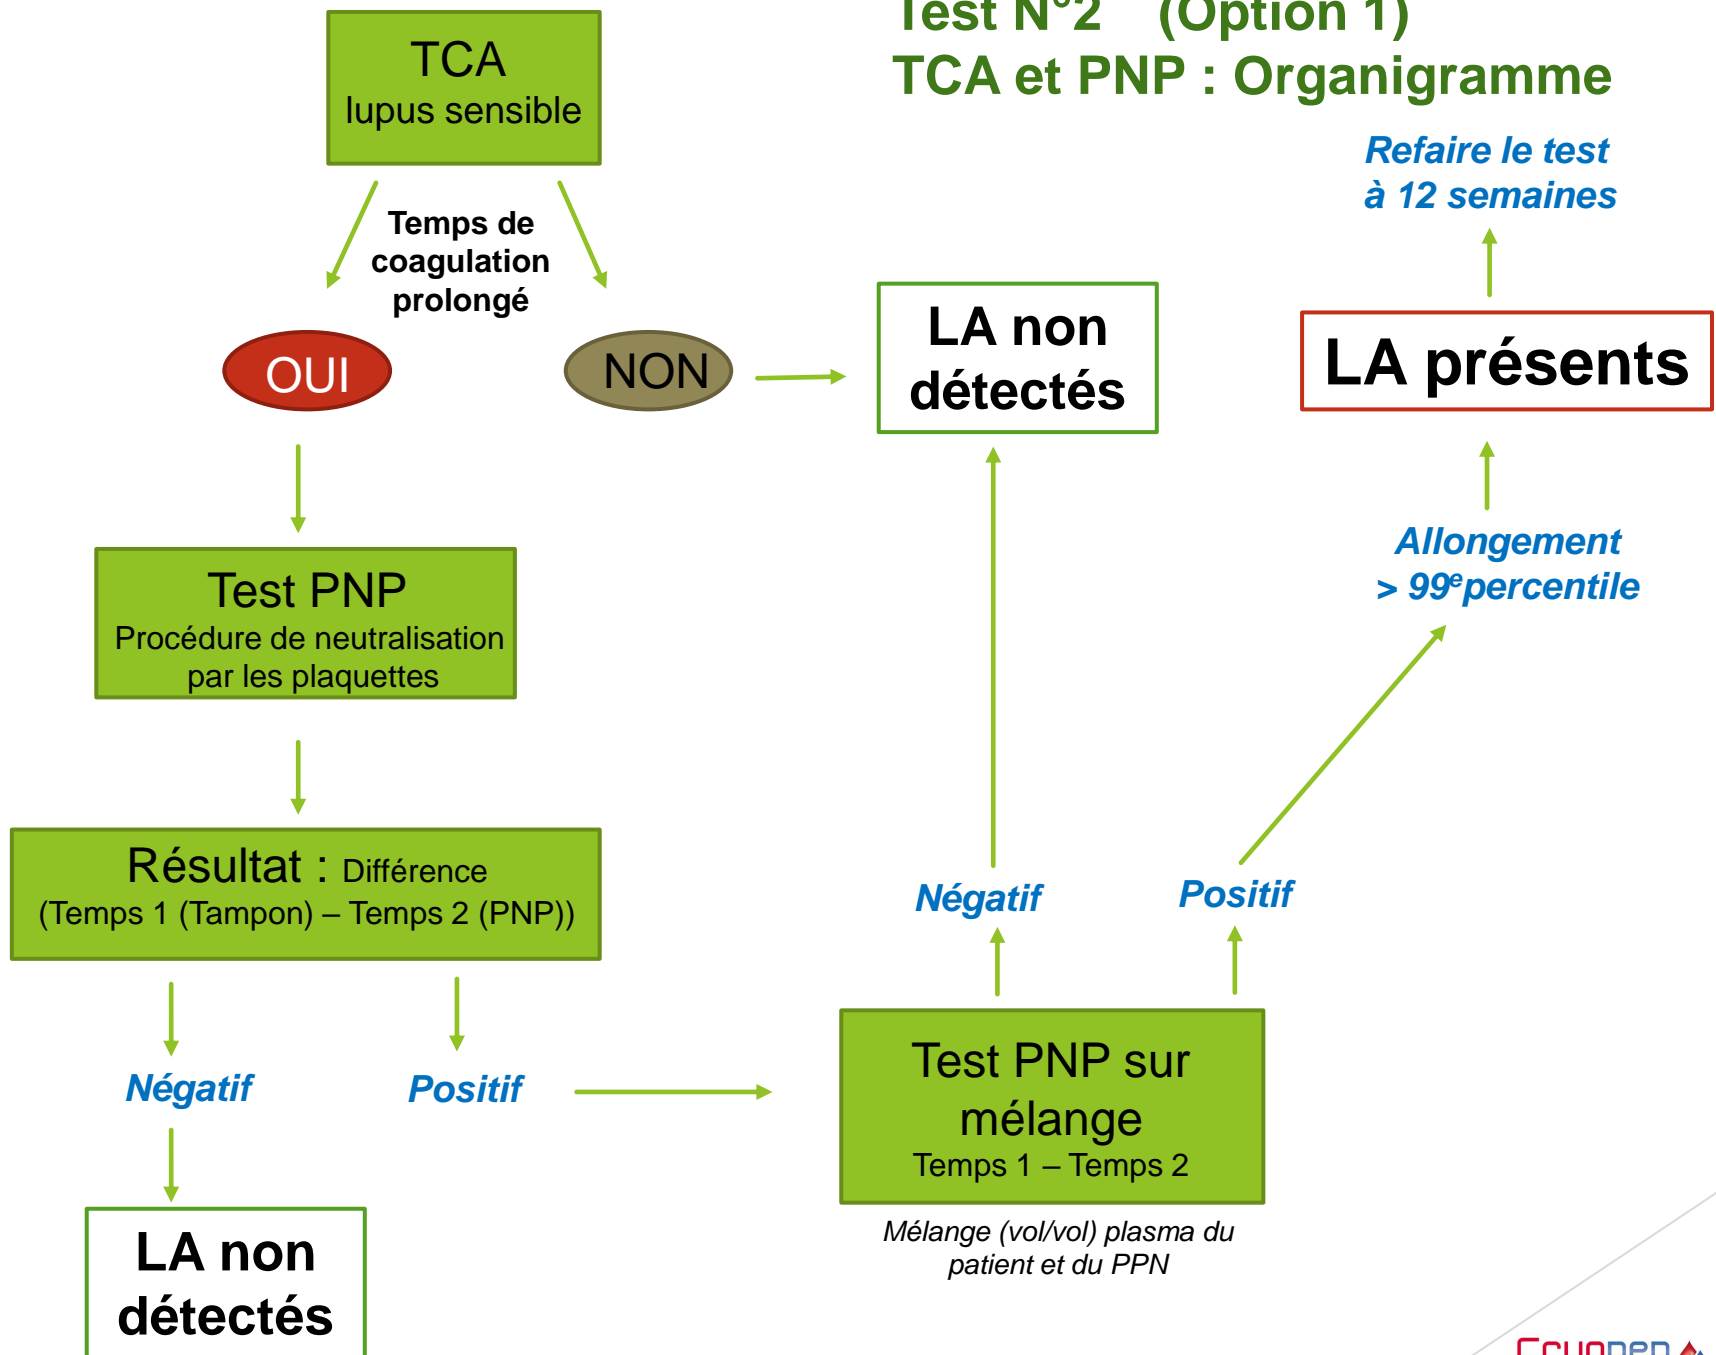 Test N°2 (Option 1)
TCA et PNP : Organigramme
TCA
lupus sensible
Temps de
coagulation
prolongé
OUI
NON
LA non
détectés
Refaire le test
à 12 semaines
LA présents
Allongement
> 99e percentile
Test PNP
Procédure de neutralisation
par les plaquettes
Résultat : Différence
(Temps 1 (Tampon) – Temps 2 (PNP))
Négatif
Positif
Négatif
Positif
Test PNP sur
mélange
Temps 1 – Temps 2
Mélange (vol/vol) plasma du
patient et du PPN
LA non
détectés